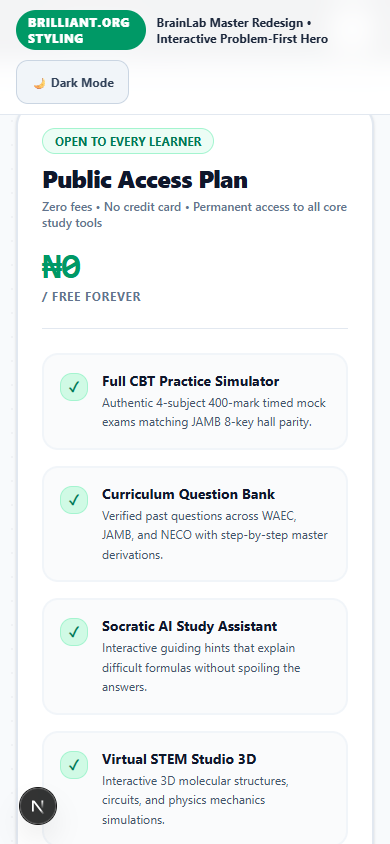 BRILLIANT.ORG
STYLING
BrainLab Master Redesign •
Interactive Problem-First Hero
🌙 Dark Mode
OPEN TO EVERY LEARNER
Public Access Plan
Zero fees • No credit card • Permanent access to all core
study tools
₦0
/ FREE FOREVER
✓ Full CBT Practice Simulator
Authentic 4-subject 400-mark timed mock
exams matching JAMB 8-key hall parity.
✓ Curriculum Question Bank
Verified past questions across WAEC,
JAMB, and NECO with step-by-step master
derivations.
✓ Socratic AI Study Assistant
Interactive guiding hints that explain
difficult formulas without spoiling the
answers.
✓ Virtual STEM Studio 3D
Interactive 3D molecular structures,
circuits, and physics mechanics
simulations.
N